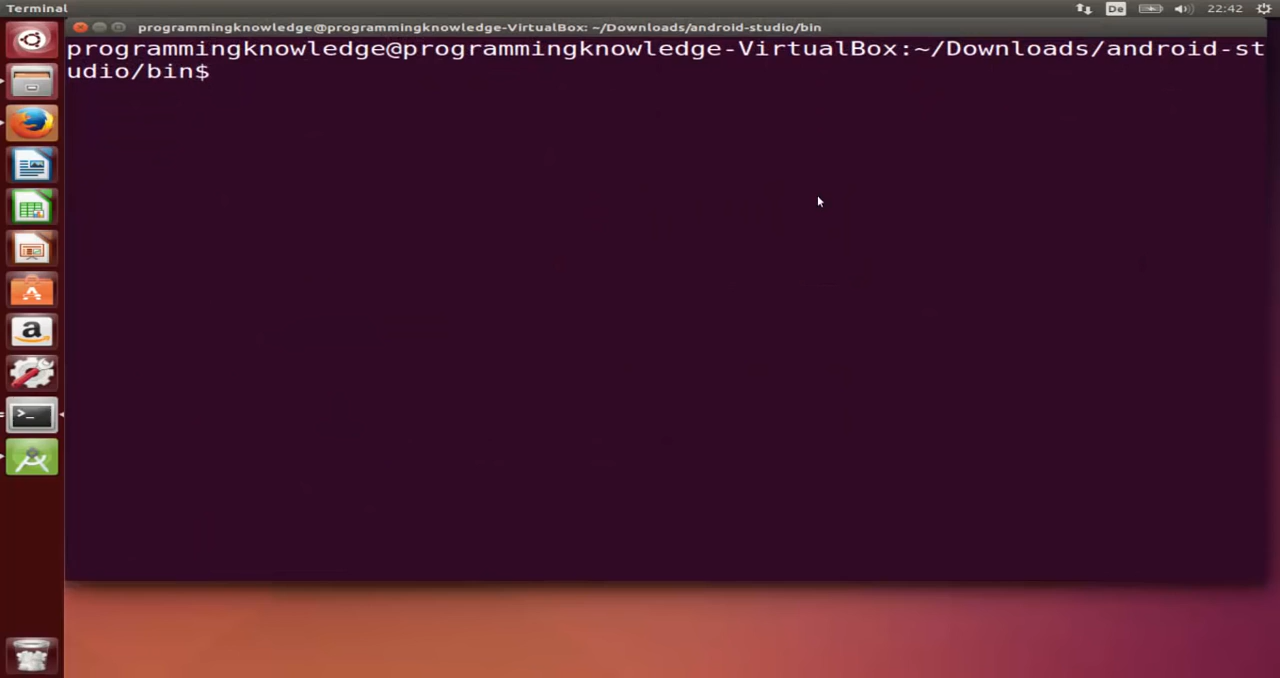 Terminal
De
22:42
programmingknowledge@programmingknowledge-VirtualBox: ~/Downloads/android-studio/bin
programmingknowledge@programmingknowledge-VirtualBox:~/Downloads/android-st
udio/bin$